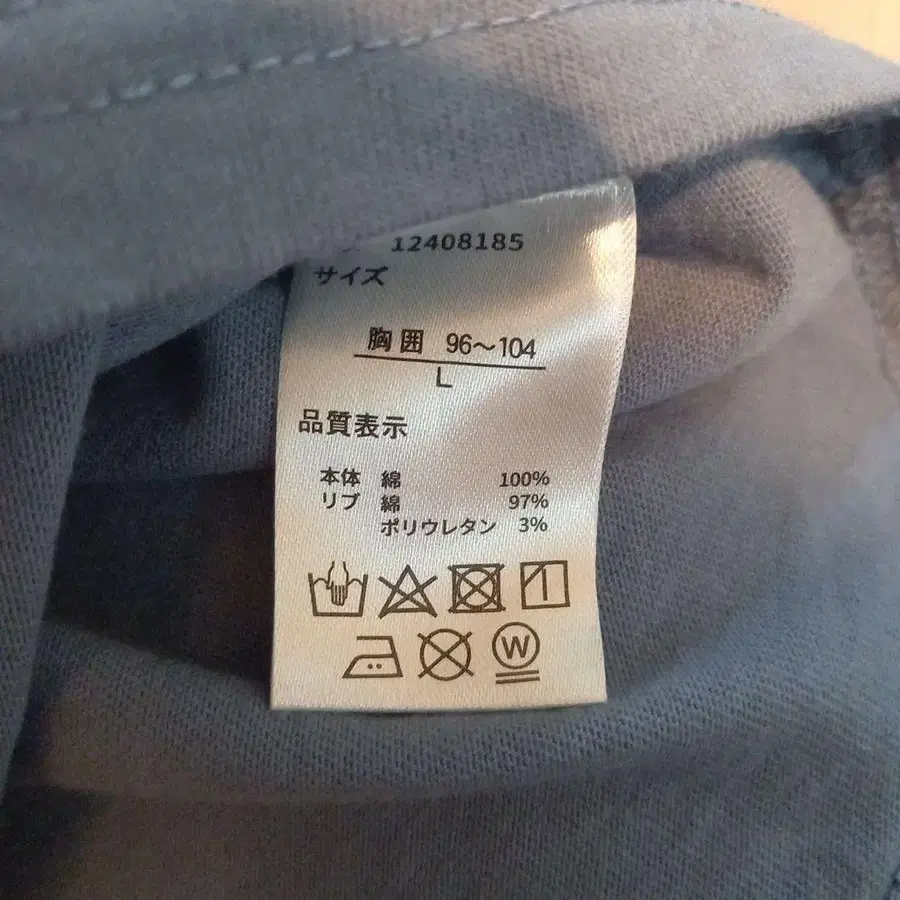 12408185
サイズ
胸囲 96～104
L
品質表示
本体 綿 100%
リブ 綿 97%
ポリウレタン 3%
W